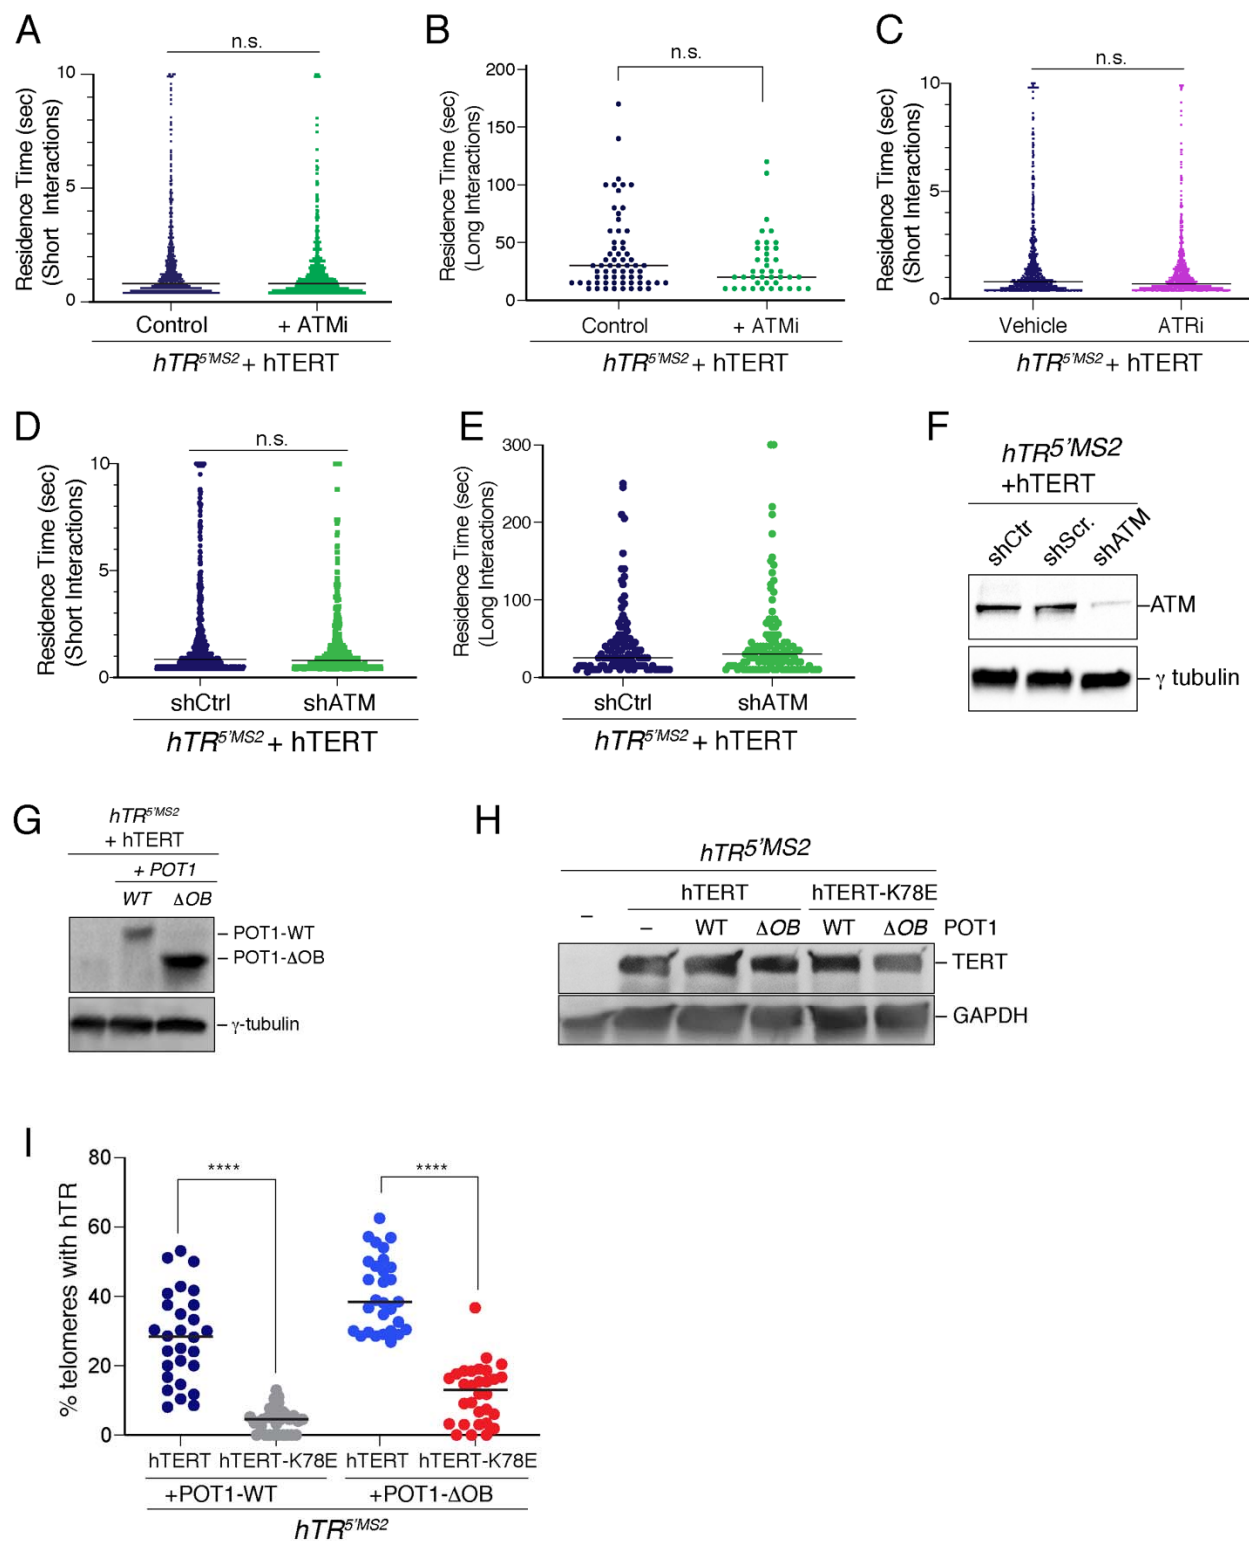 A
n.s.
Residence Time (sec)
(Short Interactions)
10
5
0
Control
+ ATMi
hTR5'MS2 + hTERT
B
n.s.
Residence Time (sec)
(Long Interactions)
200
150
100
50
0
Control
+ ATMi
hTR5'MS2 + hTERT
C
n.s.
Residence Time (sec)
(Short Interactions)
10
5
0
Vehicle
ATRi
hTR5'MS2 + hTERT
D
n.s.
Residence Time (sec)
(Short Interactions)
10
5
0
shCtrl
shATM
hTR5'MS2 + hTERT
E
Residence Time (sec)
(Long Interactions)
300
200
100
0
shCtrl
shATM
hTR5'MS2 + hTERT
F
hTR5'MS2
+hTERT
shCtr
shScr.
shATM
ATM
γ tubulin
G
hTR5'MS2
+ hTERT
+ POT1
WT ΔOB
POT1-WT
POT1-ΔOB
γ-tubulin
H
hTR5'MS2
hTERT hTERT-K78E
– – WT ΔOB WT ΔOB POT1
TERT
GAPDH
I
% telomeres with hTR
80
60
40
20
0
****
****
hTERT hTERT-K78E hTERT hTERT-K78E
+POT1-WT +POT1-ΔOB
hTR5'MS2